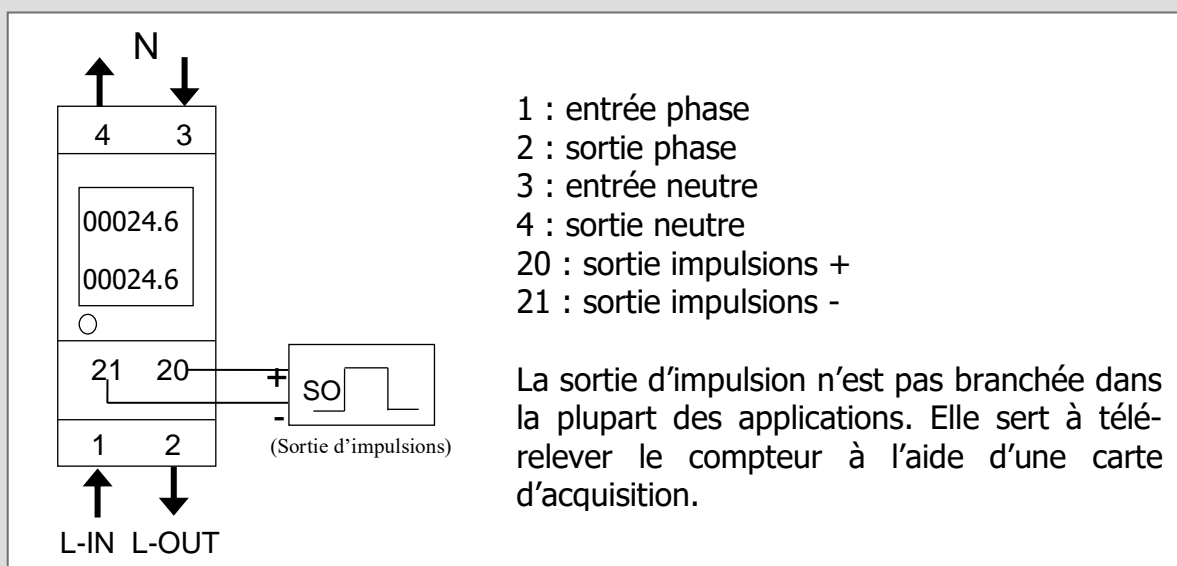 N
4 3
00024.6
00024.6
21 20
+
SO
-
(Sortie d'impulsions)
1 2
L-IN L-OUT
1 : entrée phase
2 : sortie phase
3 : entrée neutre
4 : sortie neutre
20 : sortie impulsions +
21 : sortie impulsions -
La sortie d'impulsion n'est pas branchée dans
la plupart des applications. Elle sert à télé-
relever le compteur à l'aide d'une carte
d'acquisition.